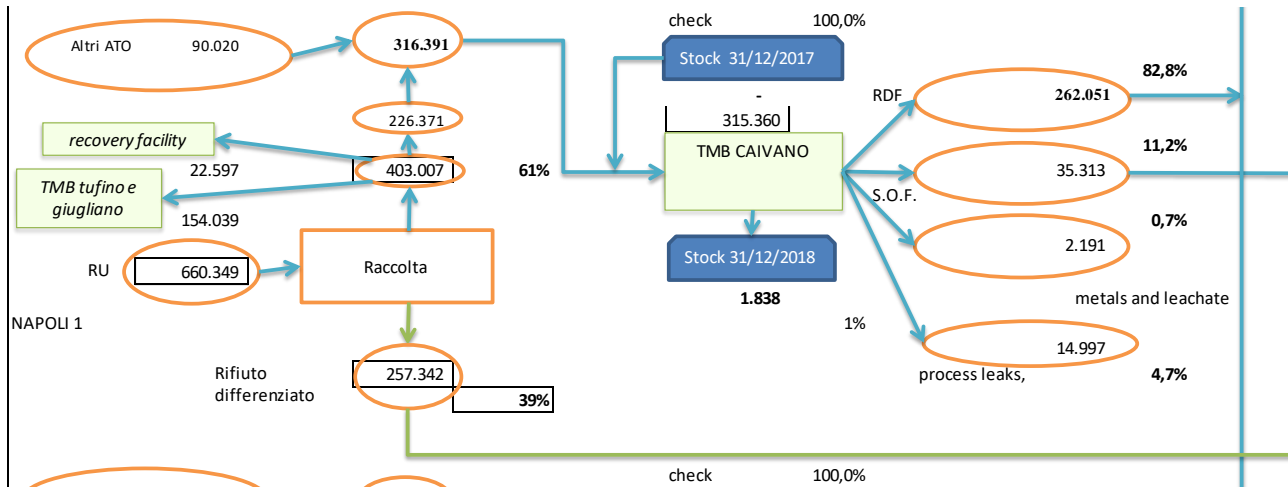 check 100,0%
Altri ATO 90.020
316.391
Stock 31/12/2017
82,8%
-
RDF
262.051
226.371
315.360
recovery facility
TMB CAIVANO
11,2%
22.597
403.007
61%
35.313
TMB tufino e
giugliano
S.O.F.
154.039
0,7%
2.191
RU
660.349
Raccolta
Stock 31/12/2018
1.838
metals and leachate
NAPOLI 1
1%
14.997
Rifiuto
differenziato
257.342
process leaks,
4,7%
39%
check 100,0%